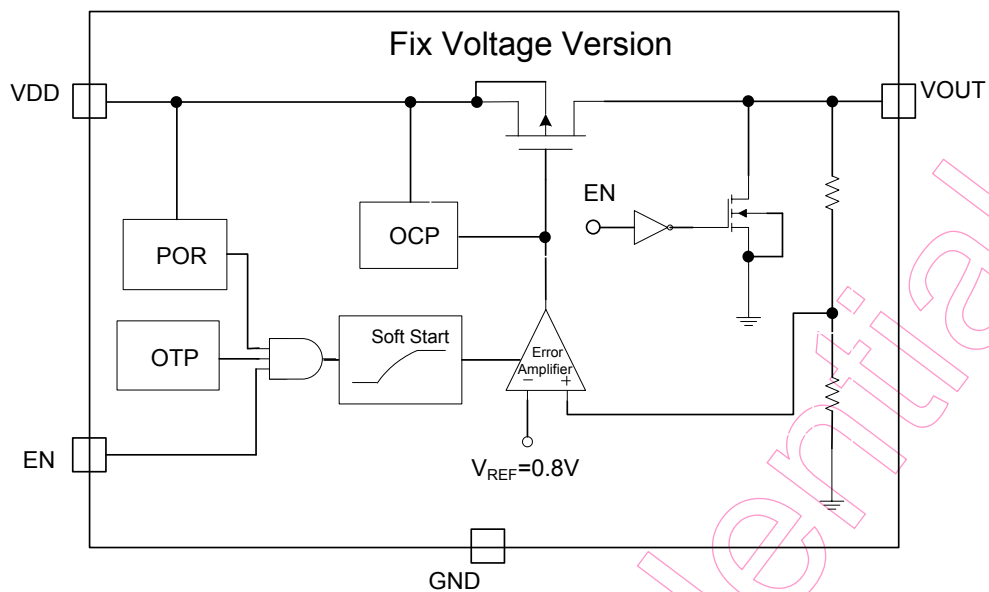 Fix Voltage Version
VDD
VOUT
EN
POR
OCP
OTP
Soft Start
Error
Amplifier
− +
EN
VREF=0.8V
GND